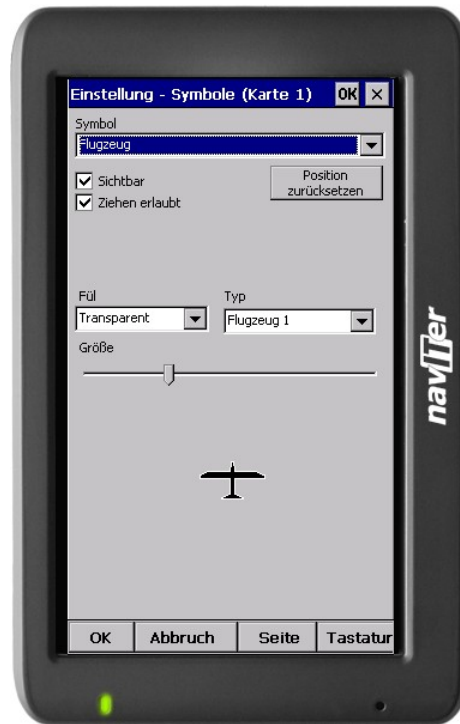 Einstellung - Symbole (Karte 1) OK ×
Symbol
Flugzeug
Sichtbar
Position
zurücksetzen
Ziehen erlaubt
Fül
Typ
Transparent
Flugzeug 1
Größe
OK Abbruch Seite Tastatur
naviter